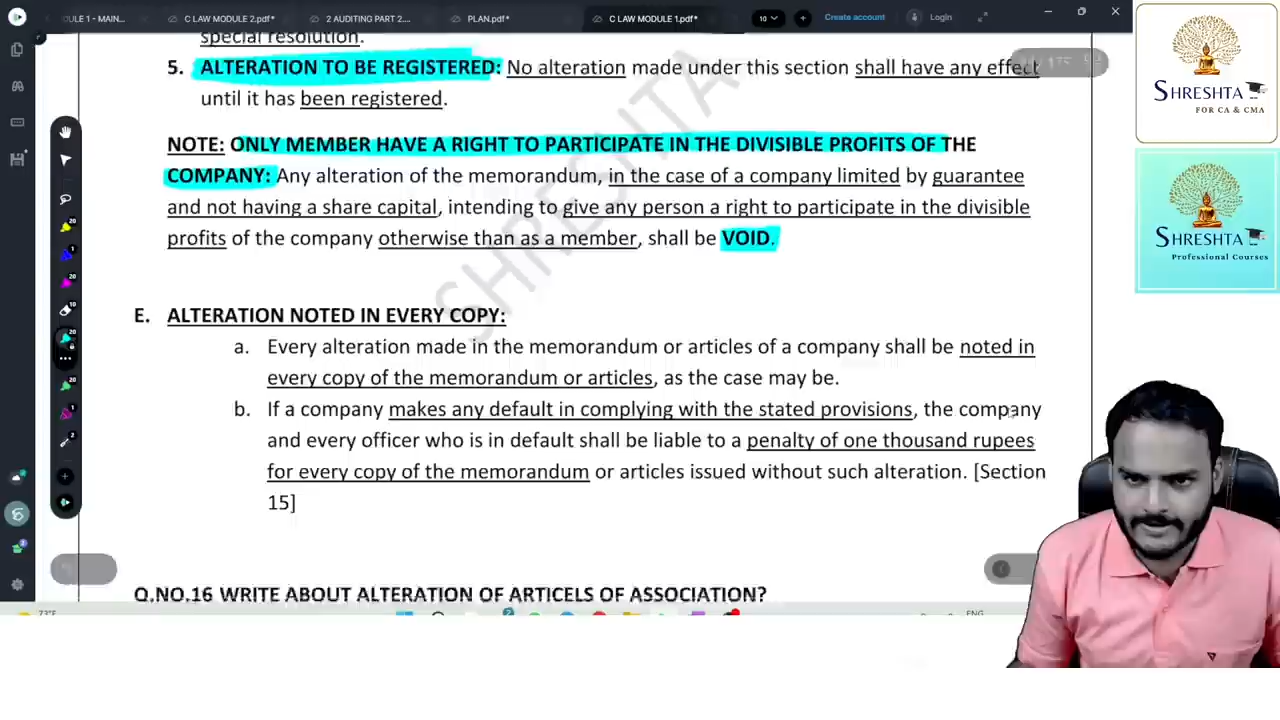 C LAW MODULE 2.pdf*
2 AUDITING PART 2....
PLAN.pdf*
C LAW MODULE 1.pdf*
10
Create account
Login
special resolution.
5. ALTERATION TO BE REGISTERED: No alteration made under this section shall have any effect
until it has been registered.
NOTE: ONLY MEMBER HAVE A RIGHT TO PARTICIPATE IN THE DIVISIBLE PROFITS OF THE
COMPANY: Any alteration of the memorandum, in the case of a company limited by guarantee
and not having a share capital, intending to give any person a right to participate in the divisible
profits of the company otherwise than as a member, shall be VOID.
SHRESHTA
E. ALTERATION NOTED IN EVERY COPY:
a. Every alteration made in the memorandum or articles of a company shall be noted in
every copy of the memorandum or articles, as the case may be.
b. If a company makes any default in complying with the stated provisions, the company
and every officer who is in default shall be liable to a penalty of one thousand rupees
for every copy of the memorandum or articles issued without such alteration. [Section
15]
Q.NO.16 WRITE ABOUT ALTERATION OF ARTICELS OF ASSOCIATION?
73°F
ENG
SHRESHTA
FOR CA & CMA
SHRESHTA
Professional Courses